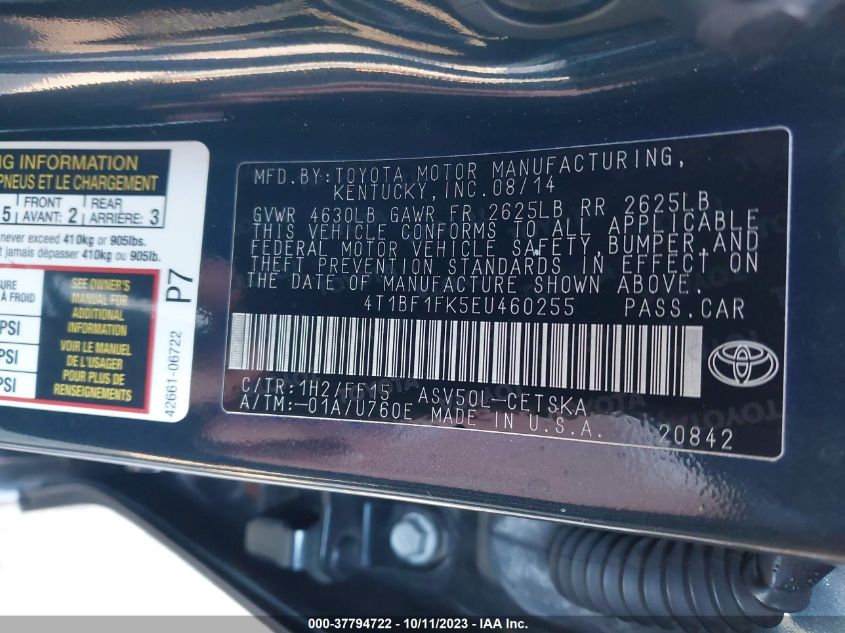 NG INFORMATION
PNEUS ET LE CHARGEMENT
5 FRONT AVANT: 2 REAR ARRIÈRE: 3
never exceed 410kg or 905lbs.
t jamais dépasser 410kg ou 905lb.
À FROID
PSI
PSI
PSI
SEE OWNER'S
MANUAL FOR
ADDITIONAL
INFORMATION
VOIR LE MANUEL
DE L'USAGER
POUR PLUS DE
RENSEIGNEMENTS
P7
42661-06722
MFD.BY:TOYOTA MOTOR MANUFACTURING,
KENTUCKY, INC.08/14
GVWR 4630LB GAWR FR 2625LB RR 2625LB
THIS VEHICLE CONFORMS TO ALL APPLICABLE
FEDERAL MOTOR VEHICLE SAFETY,BUMPER,AND
THEFT PREVENTION STANDARDS IN EFFECT ON
THE DATE OF MANUFACTURE SHOWN ABOVE.
4T1BF1FK5EU460255 PASS.CAR
C/TR:1H2/FF15 ASV50L-CETSKA
A/TM:-01A/U760E MADE IN U.S.A. 20842
000-37794722 - 10/11/2023 - IAA, Inc.